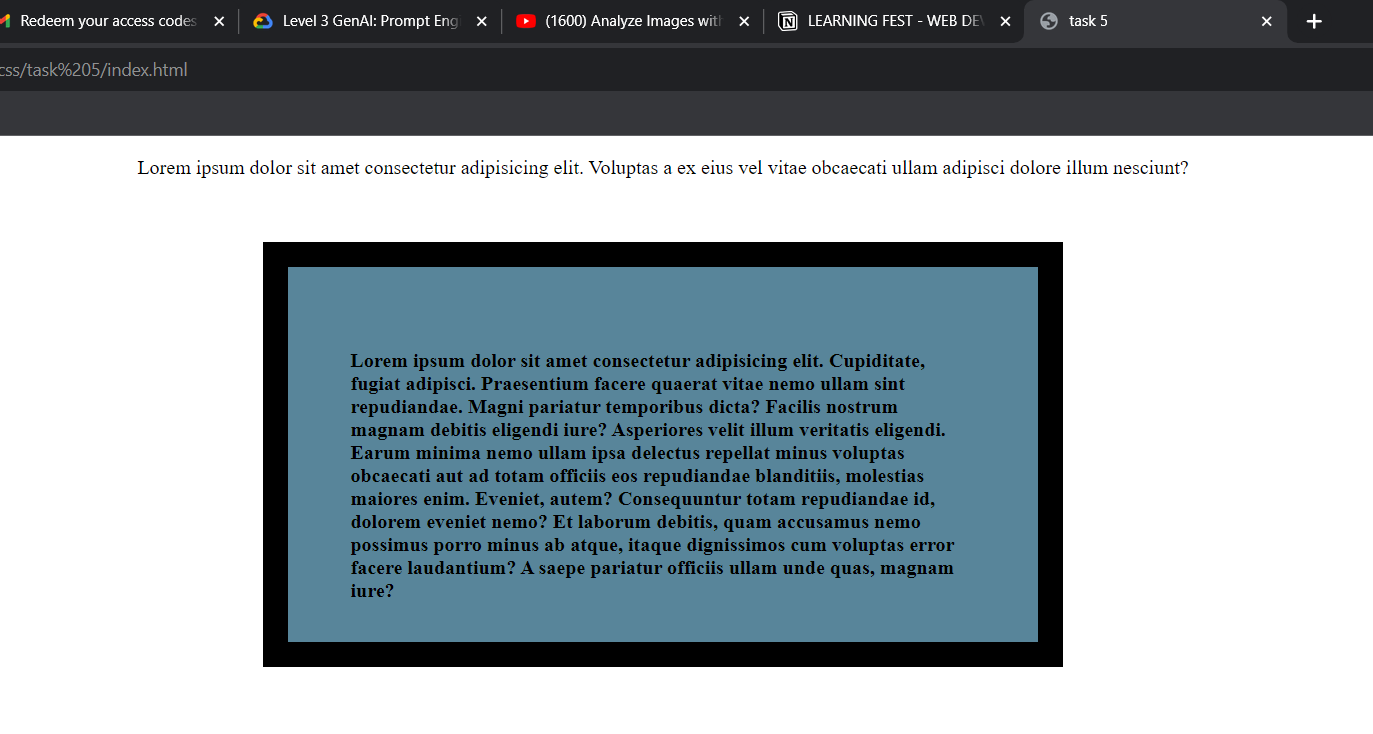 Redeem your access codes
Level 3 GenAI: Prompt Eng
(1600) Analyze Images with
LEARNING FEST - WEB DEV
task 5
css/task%205/index.html
Lorem ipsum dolor sit amet consectetur adipisicing elit. Voluptas a ex eius vel vitae obcaecati ullam adipisci dolore illum nesciunt?
Lorem ipsum dolor sit amet consectetur adipisicing elit. Cupiditate,
fugiat adipisci. Praesentium facere quaerat vitae nemo ullam sint
repudiandae. Magni pariatur temporibus dicta? Facilis nostrum
magnam debitis eligendi iure? Asperiores velit illum veritatis eligendi.
Earum minima nemo ullam ipsa delectus repellat minus voluptas
obcaecati aut ad totam officiis eos repudiandae blanditiis, molestias
maiores enim. Eveniet, autem? Consequuntur totam repudiandae id,
dolorem eveniet nemo? Et laborum debitis, quam accusamus nemo
possimus porro minus ab atque, itaque dignissimos cum voluptas error
facere laudantium? A saepe pariatur officiis ullam unde quas, magnam
iure?